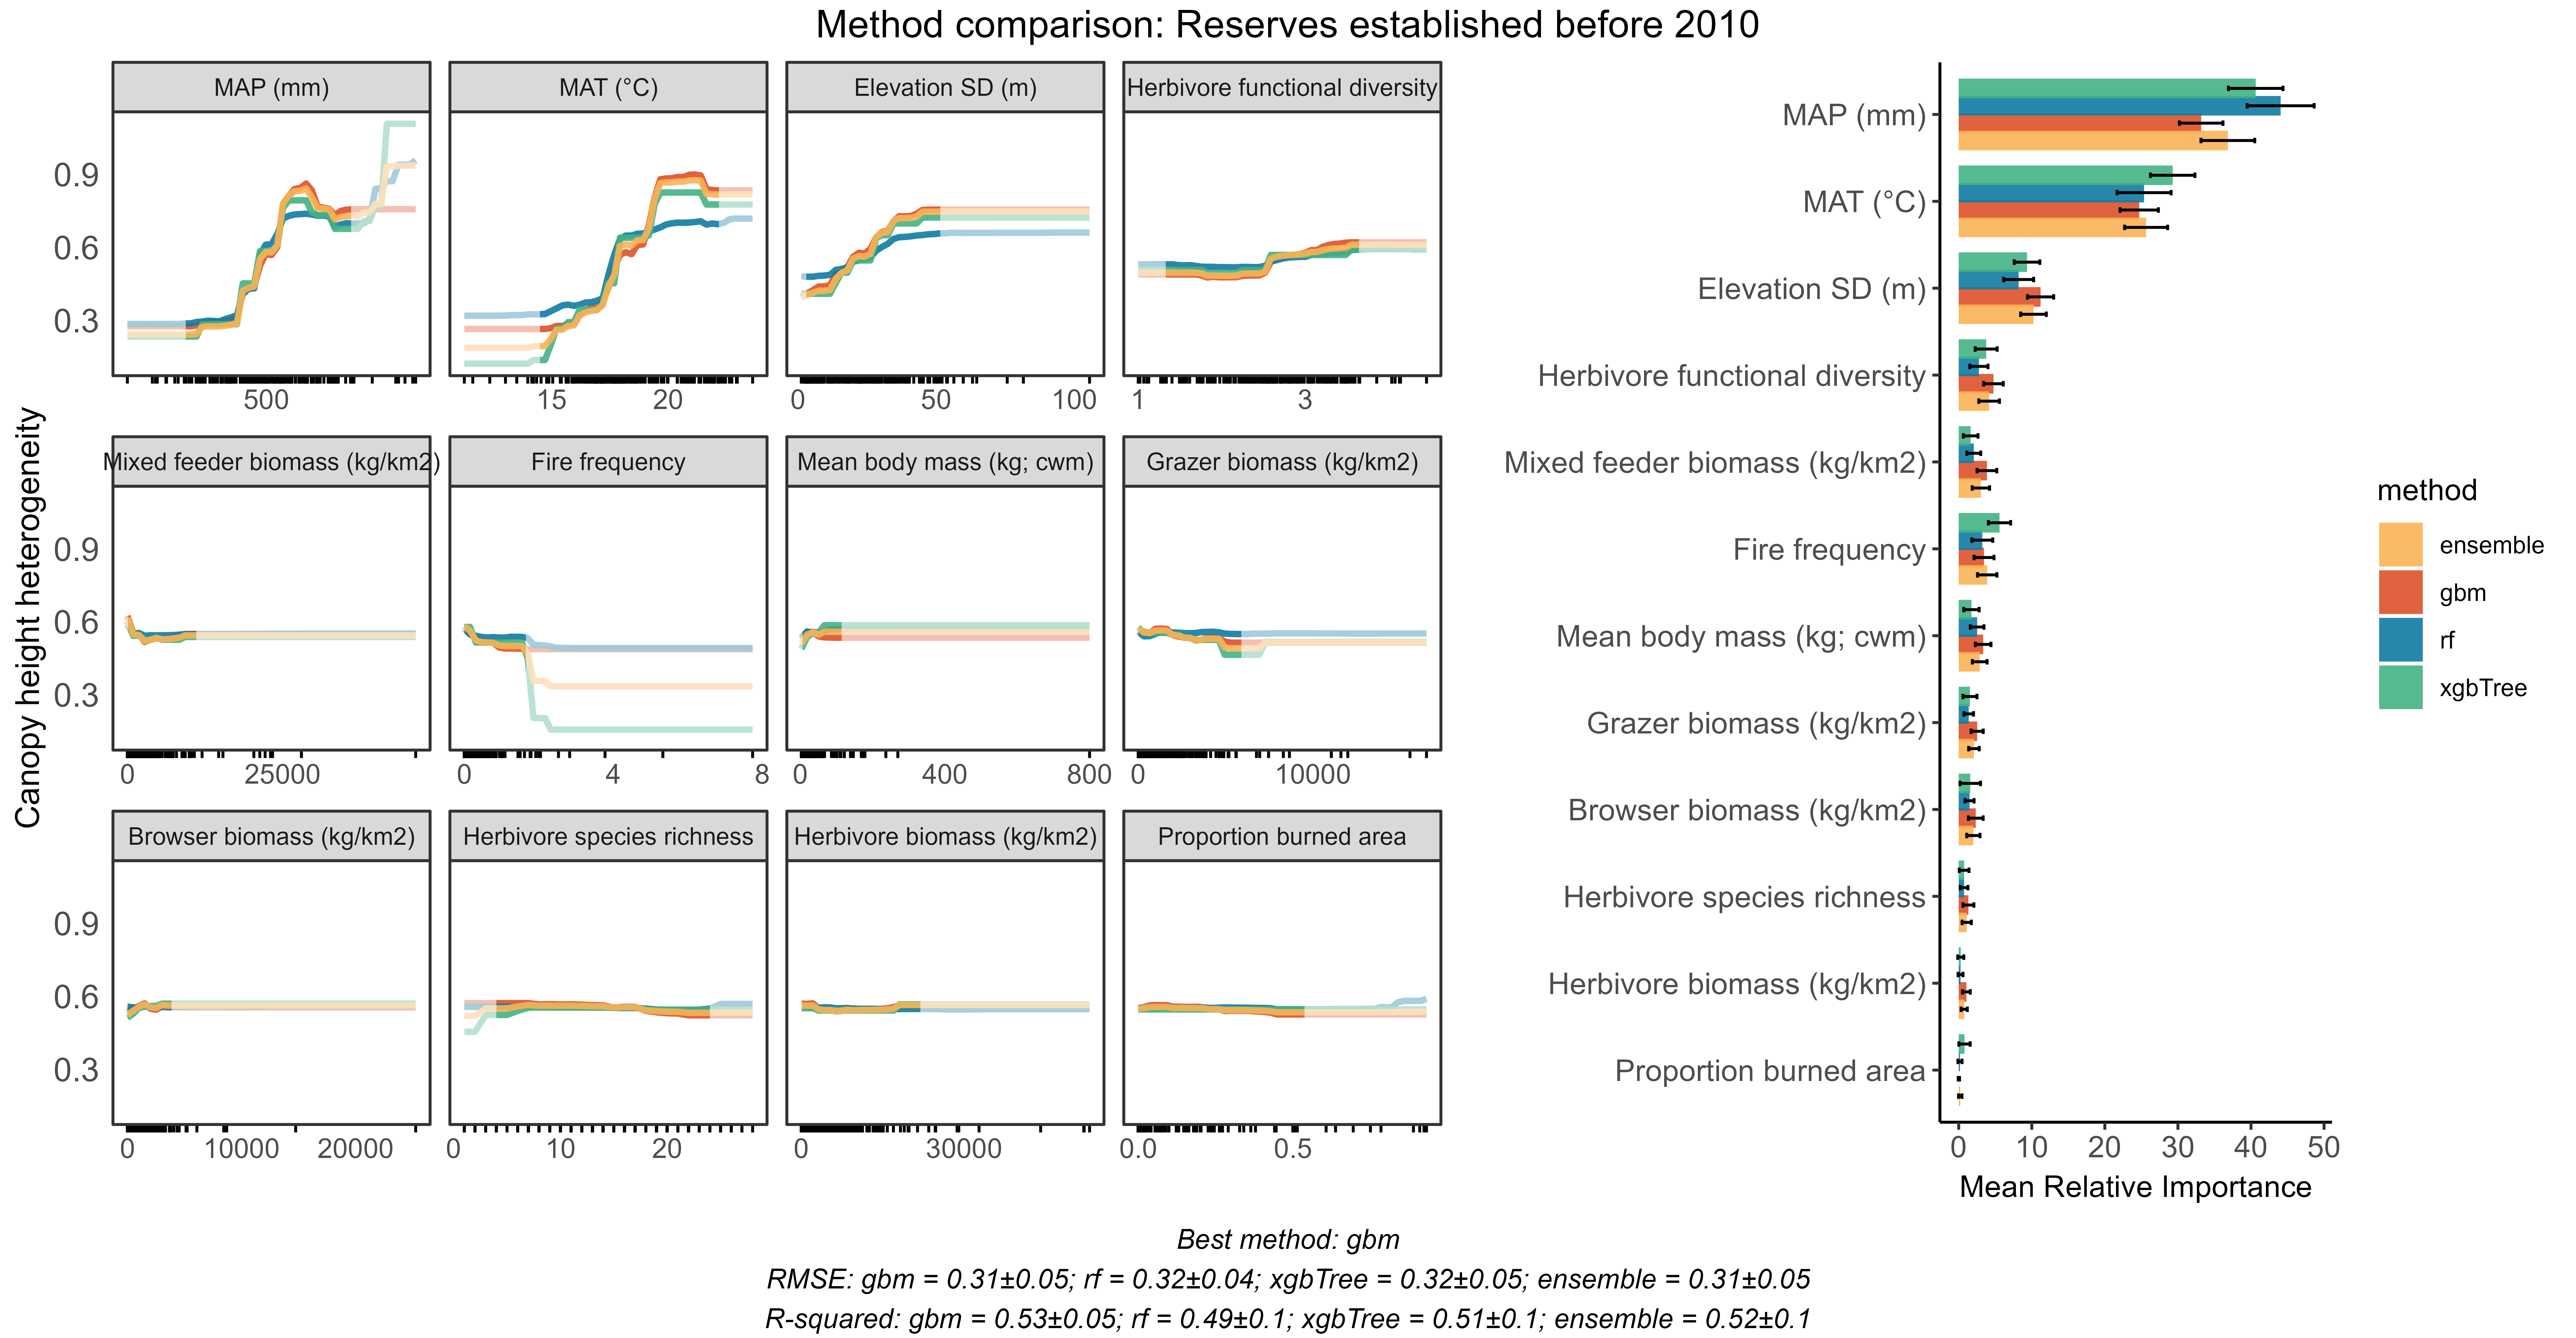 Method comparison: Reserves established before 2010
Canopy height heterogeneity
MAP (mm)
MAT (°C)
Elevation SD (m)
Herbivore functional diversity
0.9
0.6
0.3
500
15 20
0 50 100
1 3
Mixed feeder biomass (kg/km2)
Fire frequency
Mean body mass (kg; cwm)
Grazer biomass (kg/km2)
0.9
0.6
0.3
0 25000
0 4 8
0 400 800
0 10000
Browser biomass (kg/km2)
Herbivore species richness
Herbivore biomass (kg/km2)
Proportion burned area
0.9
0.6
0.3
0 10000 20000
0 10 20
0 30000
0.0 0.5
MAP (mm)
MAT (°C)
Elevation SD (m)
Herbivore functional diversity
Mixed feeder biomass (kg/km2)
Fire frequency
Mean body mass (kg; cwm)
Grazer biomass (kg/km2)
Browser biomass (kg/km2)
Herbivore species richness
Herbivore biomass (kg/km2)
Proportion burned area
0 10 20 30 40 50
Mean Relative Importance
method
ensemble
gbm
rf
xgbTree
Best method: gbm
RMSE: gbm = 0.31±0.05; rf = 0.32±0.04; xgbTree = 0.32±0.05; ensemble = 0.31±0.05
R-squared: gbm = 0.53±0.05; rf = 0.49±0.1; xgbTree = 0.51±0.1; ensemble = 0.52±0.1